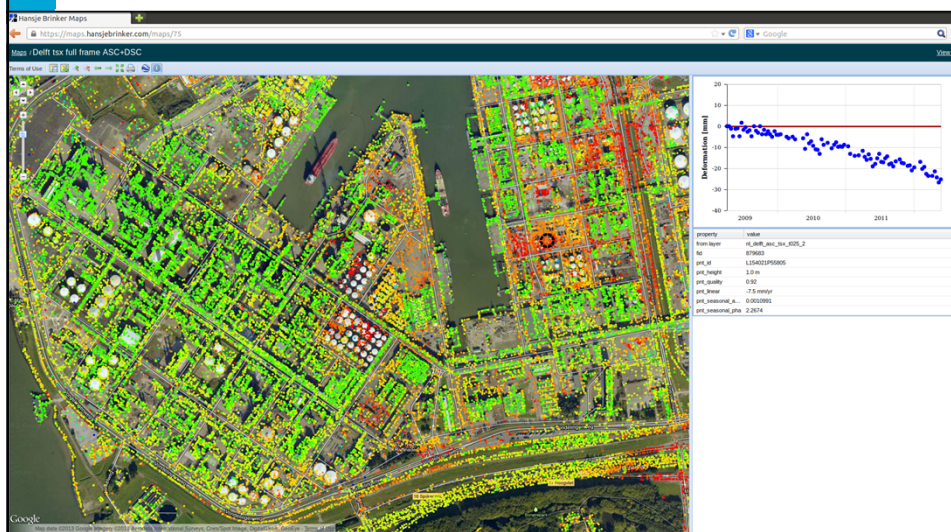 Hansje Brinker Maps
https://maps.hansjebrinker.com/maps/75
Google
Maps / Delft tsx full frame ASC+DSC
View
Terms of Use
20
10
0
-10
-20
-30
-40
Deformation [mm]
2009
2010
2011
property value
from layer nl_delft_asc_tsx_t025_2
fid 879683
pnt_id L154021P55805
pnt_height 1.0 m
pnt_quality 0.92
pnt_linear -7.5 mm/yr
pnt_seasonal_a... 0.0010991
pnt_seasonal_pha 2.2674
Google